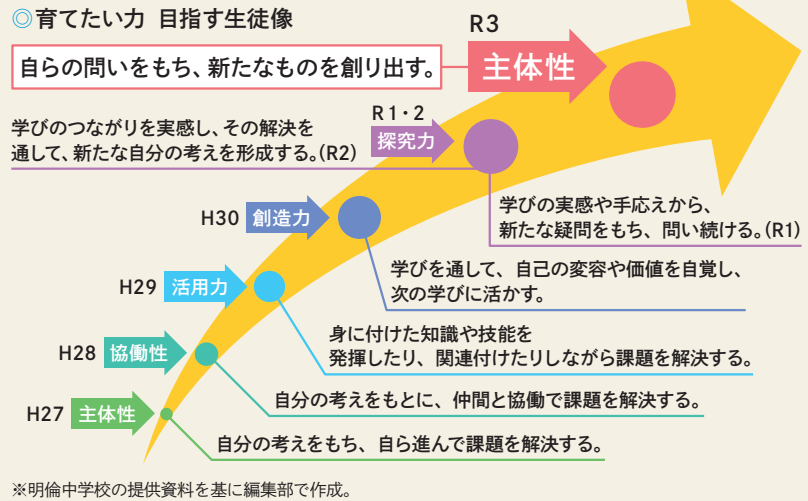 ◎育てたい力 目指す生徒像
R3
主体性
自らの問いをもち、新たなものを創り出す。
R1・2
探究力
学びのつながりを実感し、その解決を
通して、新たな自分の考えを形成する。(R2)
学びの実感や手応えから、
新たな疑問をもち、問い続ける。(R1)
H30 創造力
学びを通して、自己の変容や価値を自覚し、
次の学びに活かす。
H29 活用力
身に付けた知識や技能を
発揮したり、関連付けたりしながら課題を解決する。
H28 協働性
自分の考えをもとに、仲間と協働で課題を解決する。
H27 主体性
自分の考えをもち、自ら進んで課題を解決する。
※明倫中学校の提供資料を基に編集部で作成。